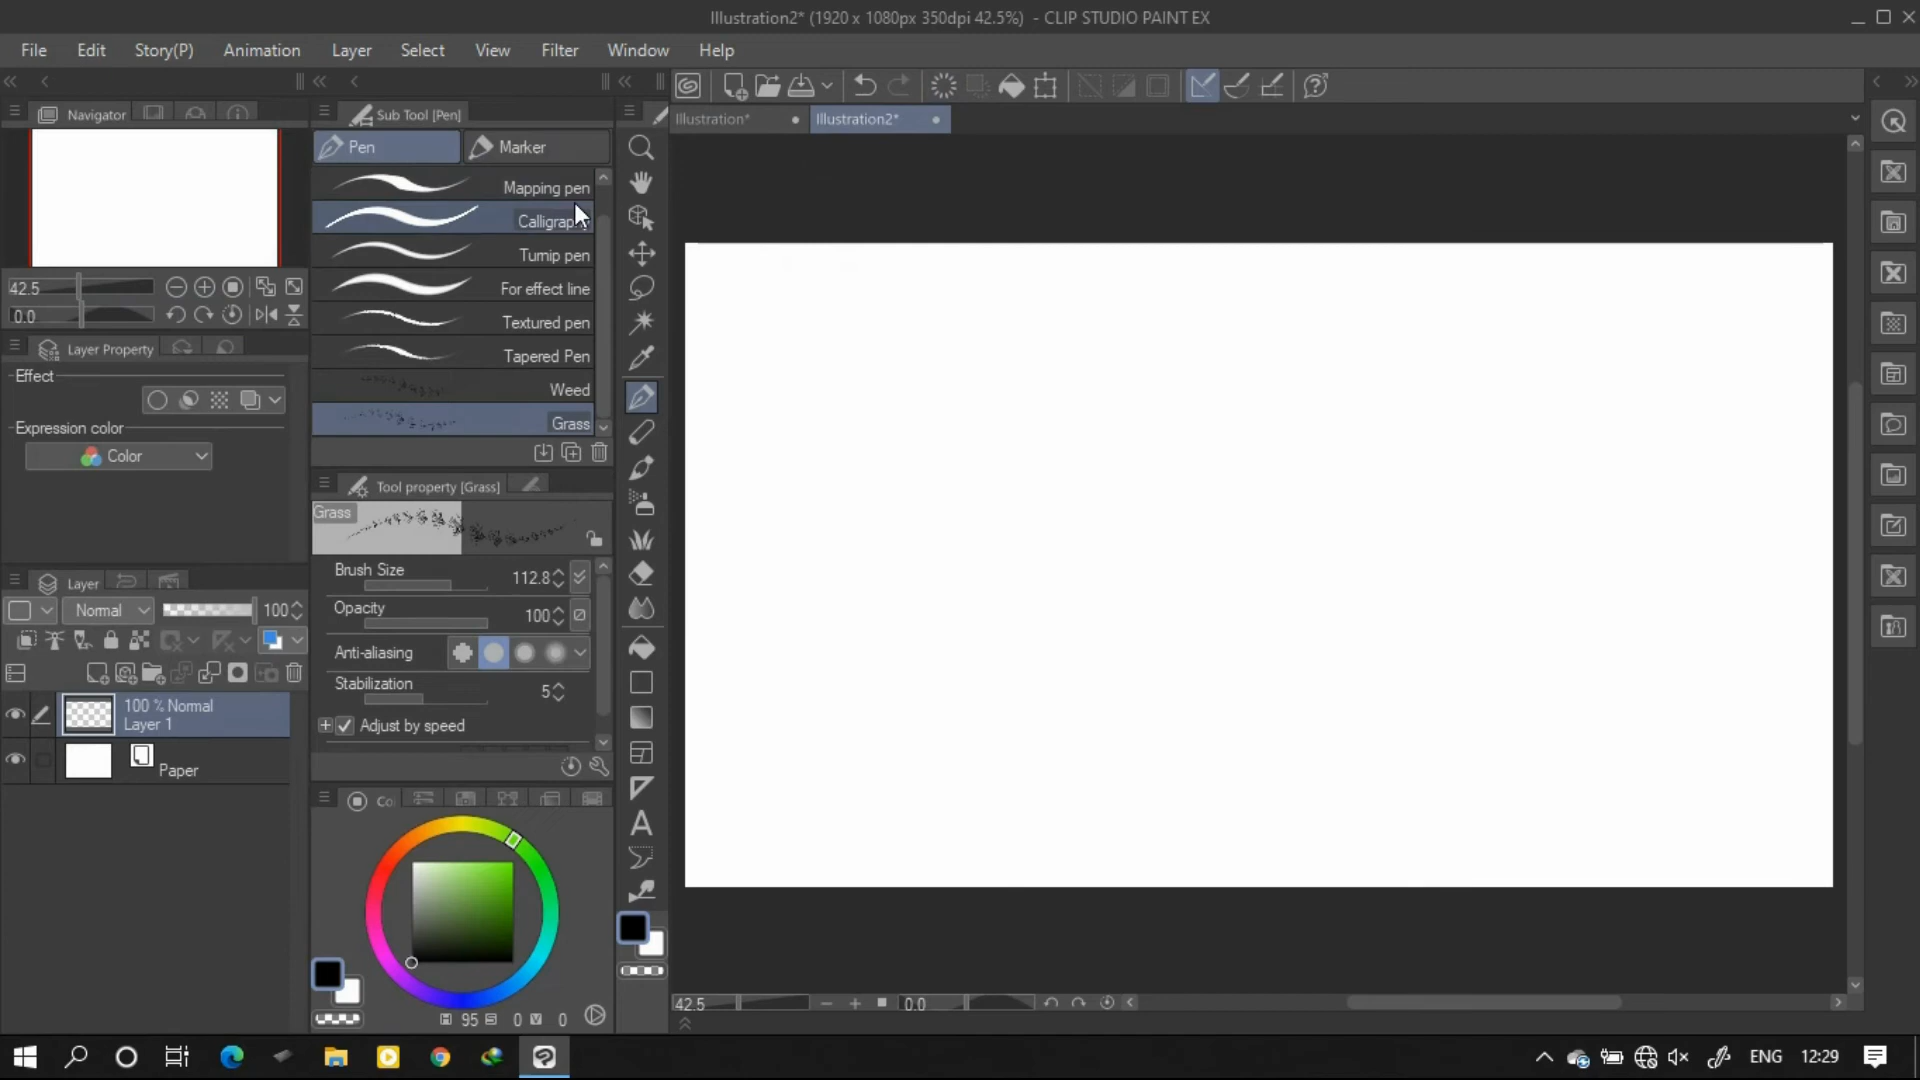 Illustration2* (1920 x 1080px 350dpi 42.5%) - CLIP STUDIO PAINT EX
File Edit Story(P) Animation Layer Select View Filter Window Help
Navigator
Sub Tool [Pen]
Illustration* Illustration2*
Pen Marker
Mapping pen
Turnip pen
For effect line
Textured pen
Tapered Pen
Weed
Grass
42.5
0.0
Layer Property
Effect
Expression color
Color
Tool property [Grass]
Grass
Brush Size 112.8
Opacity 100
Anti-aliasing
Stabilization 5
Adjust by speed
Layer
Normal 100
100 % Normal
Layer 1
Paper
Co
H 95 S 0 V 0
A
42.5 0.0
ENG 12:29